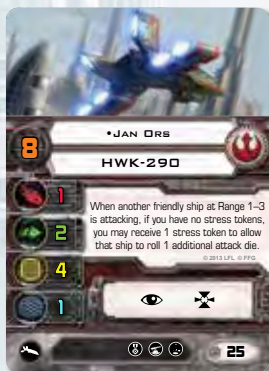 •JAN ORS
8
HWK-290
1
2
4
1
When another friendly ship at Range 1–3
is attacking, if you have no stress tokens,
you may receive 1 stress token to allow
that ship to roll 1 additional attack die.
© 2013 LFL © FFG
25